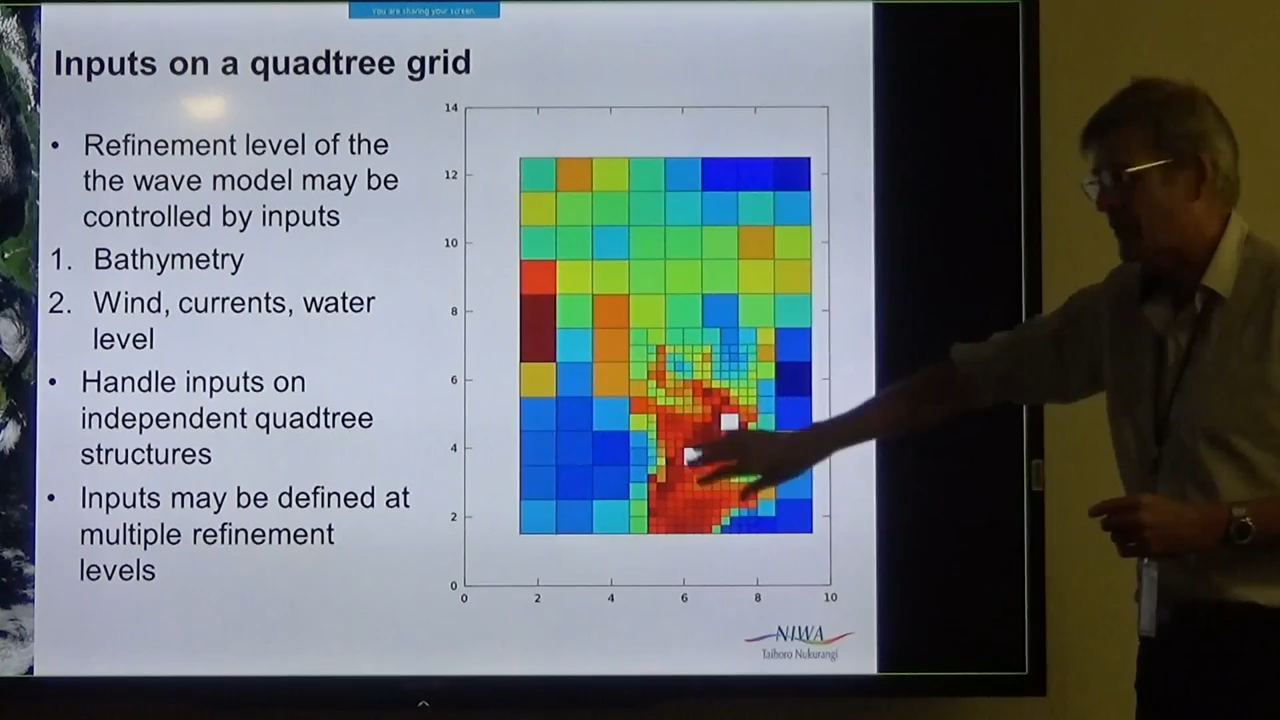 You are sharing your screen.
Inputs on a quadtree grid
• Refinement level of the
the wave model may be
controlled by inputs
1. Bathymetry
2. Wind, currents, water
level
• Handle inputs on
independent quadtree
structures
• Inputs may be defined at
multiple refinement
levels
14
12
10
8
6
4
2
0
0 2 4 6 8 10
NIWA
Taihoro Nukurangi